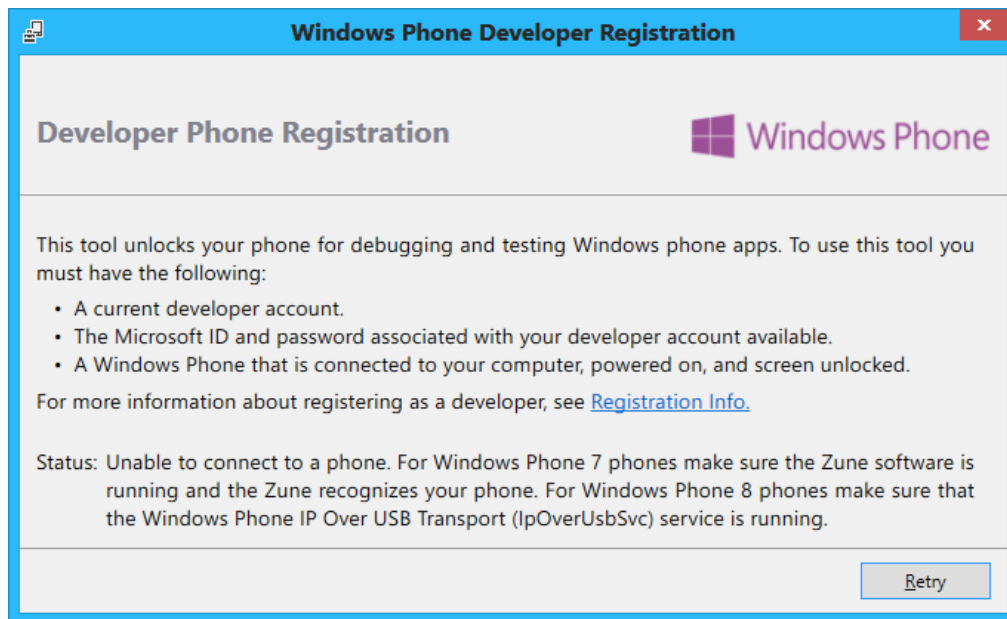 Windows Phone Developer Registration
Developer Phone Registration
Windows Phone
This tool unlocks your phone for debugging and testing Windows phone apps. To use this tool you
must have the following:
• A current developer account.
• The Microsoft ID and password associated with your developer account available.
• A Windows Phone that is connected to your computer, powered on, and screen unlocked.
For more information about registering as a developer, see Registration Info.
Status: Unable to connect to a phone. For Windows Phone 7 phones make sure the Zune software is
running and the Zune recognizes your phone. For Windows Phone 8 phones make sure that
the Windows Phone IP Over USB Transport (IpOverUsbSvc) service is running.
Retry